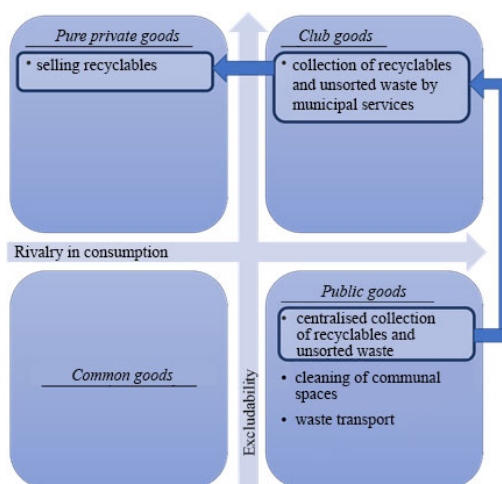 Pure private goods
• selling recyclables
Club goods
• collection of recyclables
and unsorted waste by
municipal services
Rivalry in consumption
Excludability
Common goods
Public goods
• centralised collection
of recyclables and
unsorted waste
• cleaning of communal
spaces
• waste transport